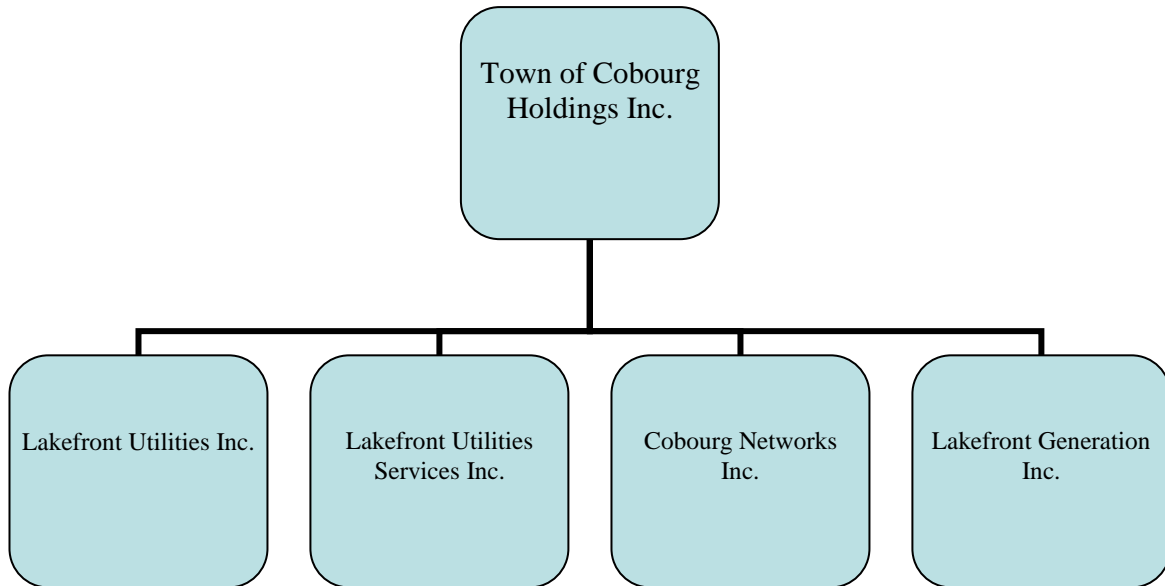 Town of Cobourg
Holdings Inc.
Lakefront Utilities Inc.
Lakefront Utilities
Services Inc.
Cobourg Networks
Inc.
Lakefront Generation
Inc.